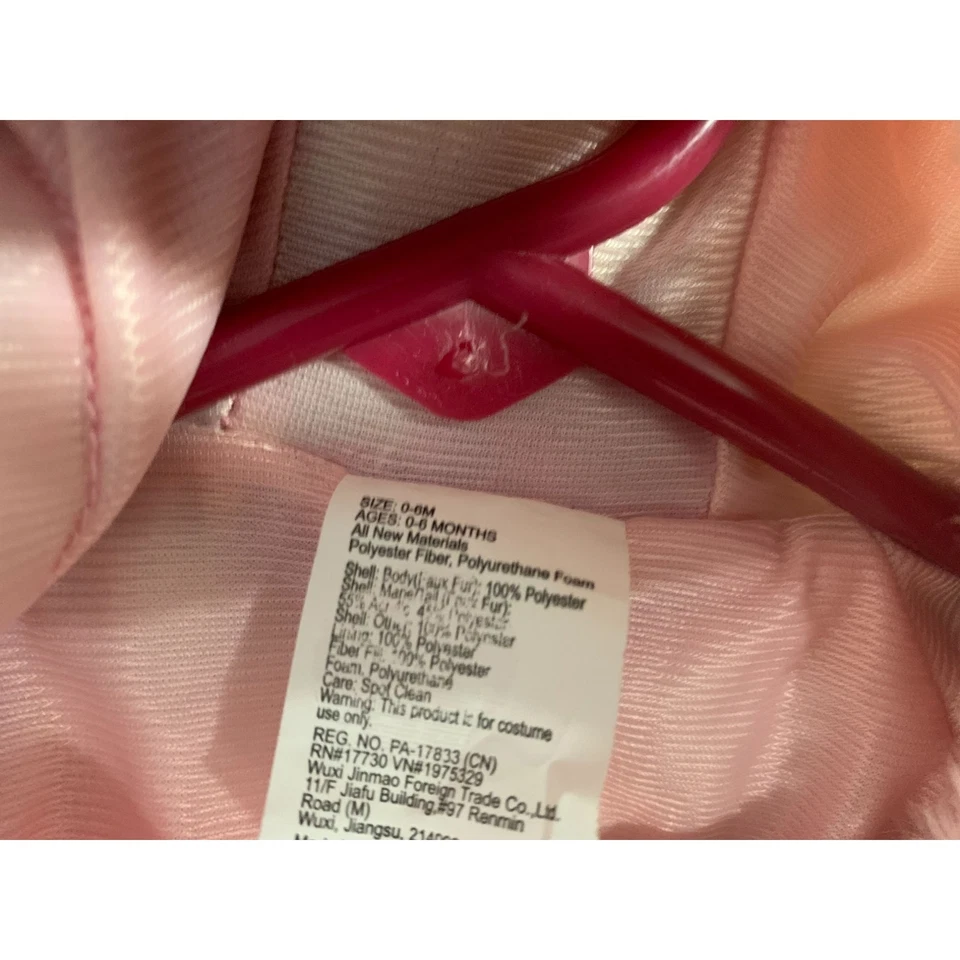 SIZE: 0-6M
AGES: 0-6 MONTHS
All New Materials
Polyester Fiber, Polyurethane Foam
Shell: Body(Faux Fur): 100% Polyester
Shell: Fur):
Polyester
Shell: 100% Polyester
Lining: 100% Polyester
Fiber 100% Polyester
Foam: Polyurethane
Care: Spot Clean
Warning: This product is for costume
use only.
REG. NO. PA-17833 (CN)
RN#17730 VN#1975329
Wuxi Jinmao Foreign Trade Co.,Ltd.
11/F Jiafu Building,#97 Renmin
Road (M)
Wuxi, Jiangsu,